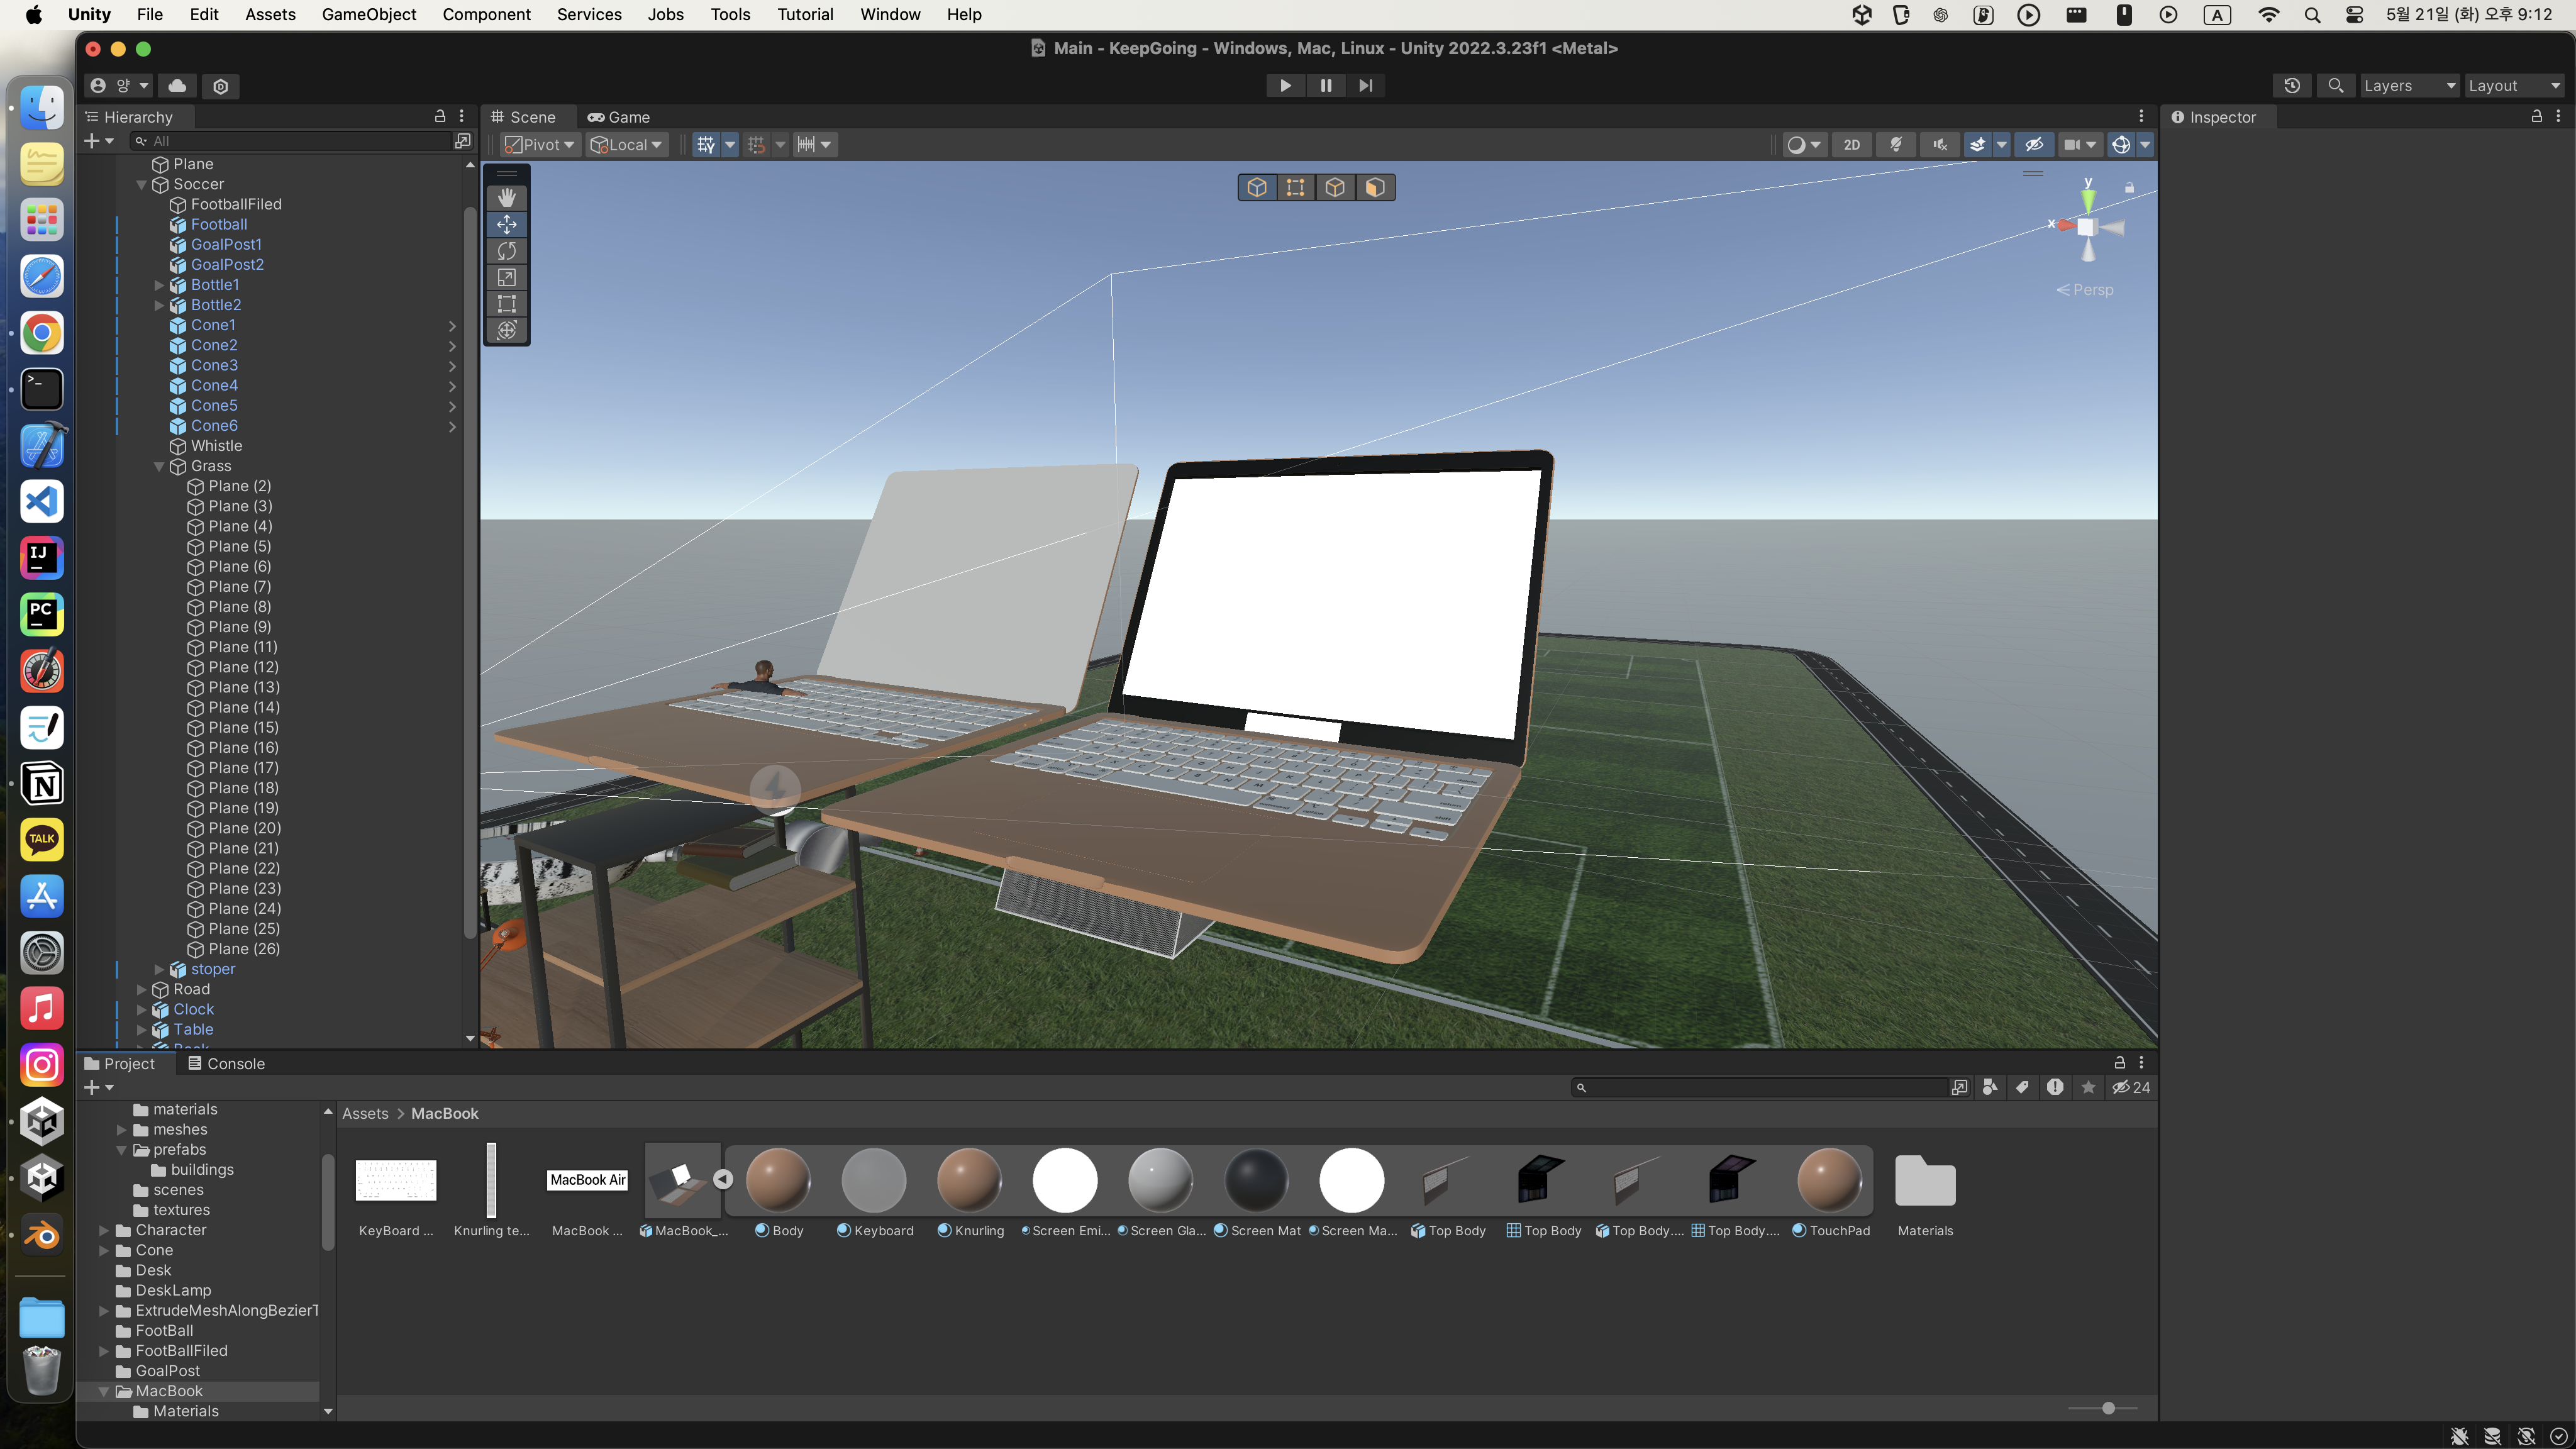 Unity File Edit Assets GameObject Component Services Jobs Tools Tutorial Window Help
A 5월 21일 (화) 오후 9:12
Main - KeepGoing - Windows, Mac, Linux - Unity 2022.3.23f1 <Metal>
양
Layers Layout
Hierarchy
All
Plane
Soccer
FootballFiled
Football
GoalPost1
GoalPost2
Bottle1
Bottle2
Cone1
Cone2
Cone3
Cone4
Cone5
Cone6
Whistle
Grass
Plane (2)
Plane (3)
Plane (4)
Plane (5)
Plane (6)
Plane (7)
Plane (8)
Plane (9)
Plane (11)
Plane (12)
Plane (13)
Plane (14)
Plane (15)
Plane (16)
Plane (17)
Plane (18)
Plane (19)
Plane (20)
Plane (21)
Plane (22)
Plane (23)
Plane (24)
Plane (25)
Plane (26)
stoper
Road
Clock
Table
Book
Scene Game
Pivot Local
2D
y
x
Persp
Inspector
IJ
PC
N
TALK
Project Console
24
materials
meshes
prefabs
buildings
scenes
textures
Character
Cone
Desk
DeskLamp
ExtrudeMeshAlongBezierT
FootBall
FootBallFiled
GoalPost
MacBook
Materials
Assets > MacBook
MacBook Air
KeyBoard ... Knurling te... MacBook ... MacBook_... Body Keyboard Knurling Screen Emi... Screen Gla... Screen Mat Screen Ma... Top Body Top Body Top Body.... Top Body.... TouchPad Materials